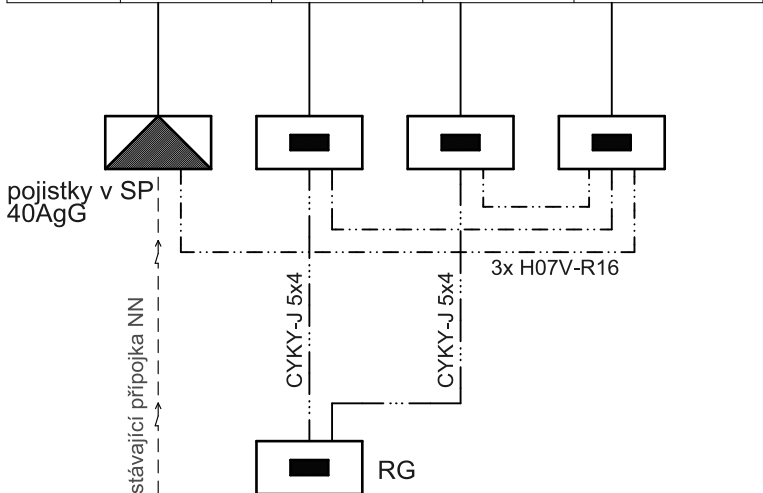 pojistky v SP
40AgG
3x H07V-R16
CYKY-J 5x4
CYKY-J 5x4
stávající přípojka NN
RG